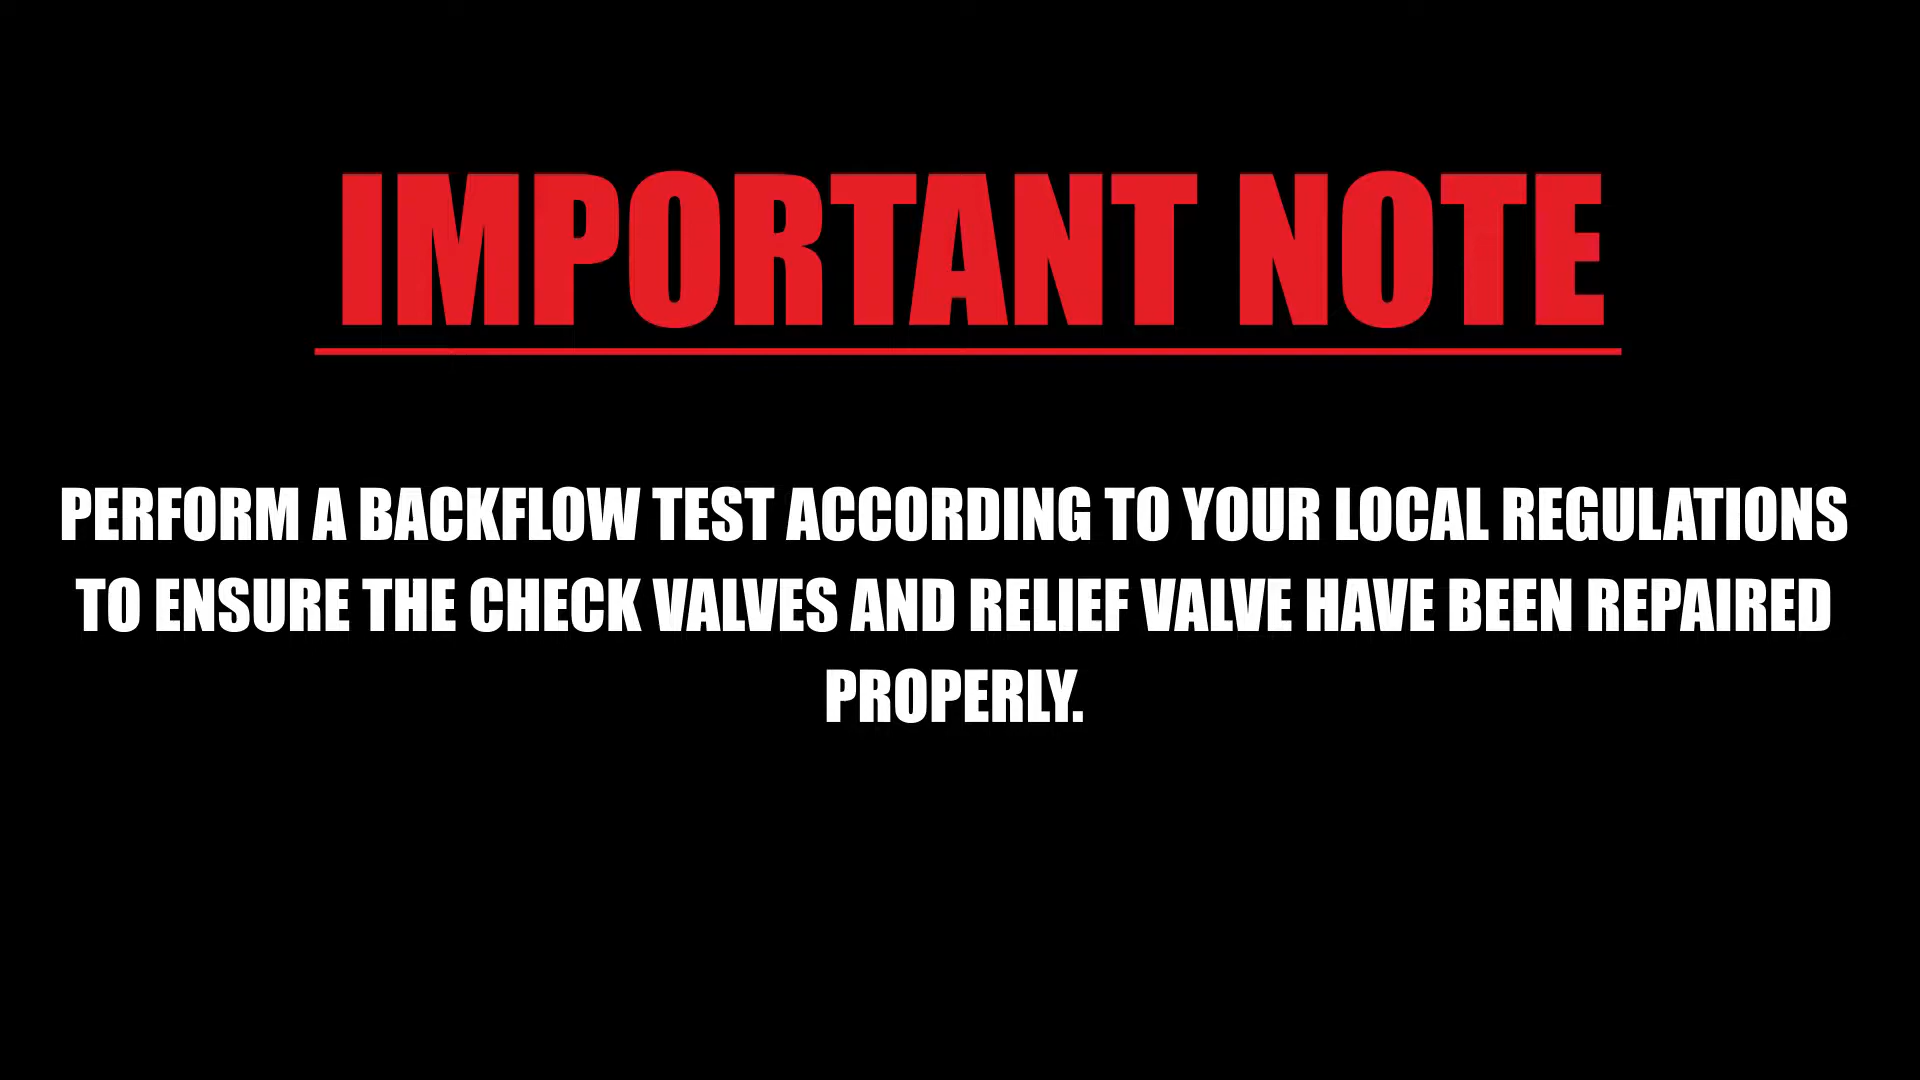 IMPORTANT NOTE
PERFORM A BACKFLOW TEST ACCORDING TO YOUR LOCAL REGULATIONS
TO ENSURE THE CHECK VALVES AND RELIEF VALVE HAVE BEEN REPAIRED
PROPERLY.